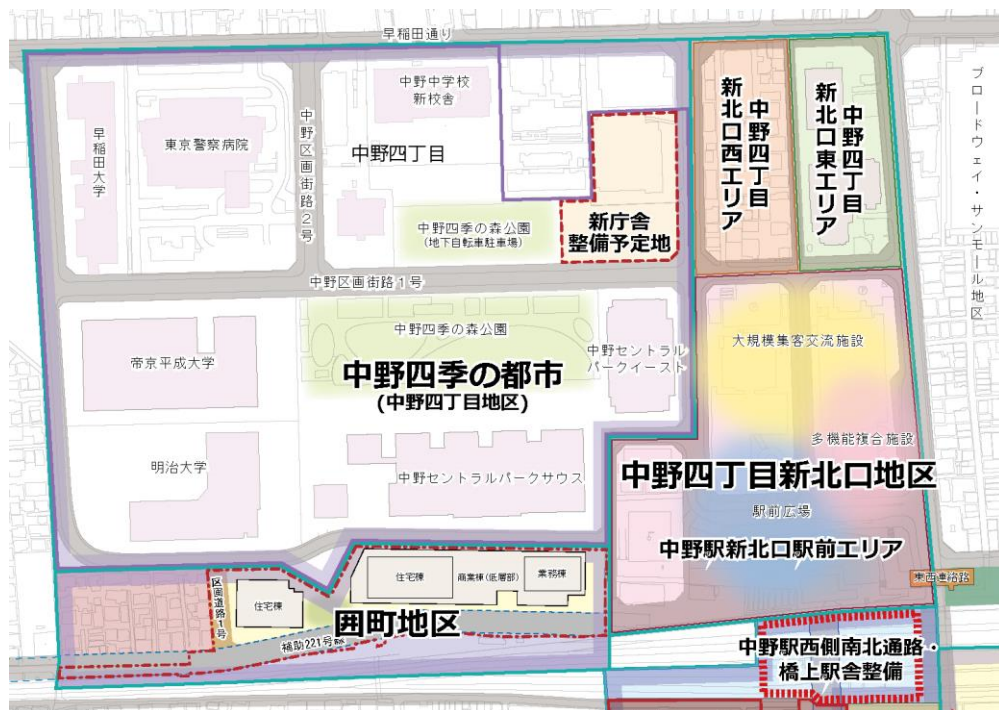 早稲田通り
中野中学校
新校舎
早稲田大学
東京警察病院
中野区画街路2号
中野四丁目
中野四季の森公園
(地下自転車駐車場)
新庁舎
整備予定地
中野四丁目
新北口西エリア
中野四丁目
新北口東エリア
ブロードウェイ・サンモール地区
中野区画街路1号
中野四季の森公園
帝京平成大学
中野セントラル
パークイースト
大規模集客交流施設
中野四季の都市
(中野四丁目地区)
多機能複合施設
明治大学
中野セントラルパークサウス
中野四丁目新北口地区
駅前広場
中野駅新北口駅前エリア
東西連絡路
区画道路1号
住宅棟
住宅棟
商業棟(低層部)
業務棟
囲町地区
補助221号線
中野駅西側南北通路・
橋上駅舎整備